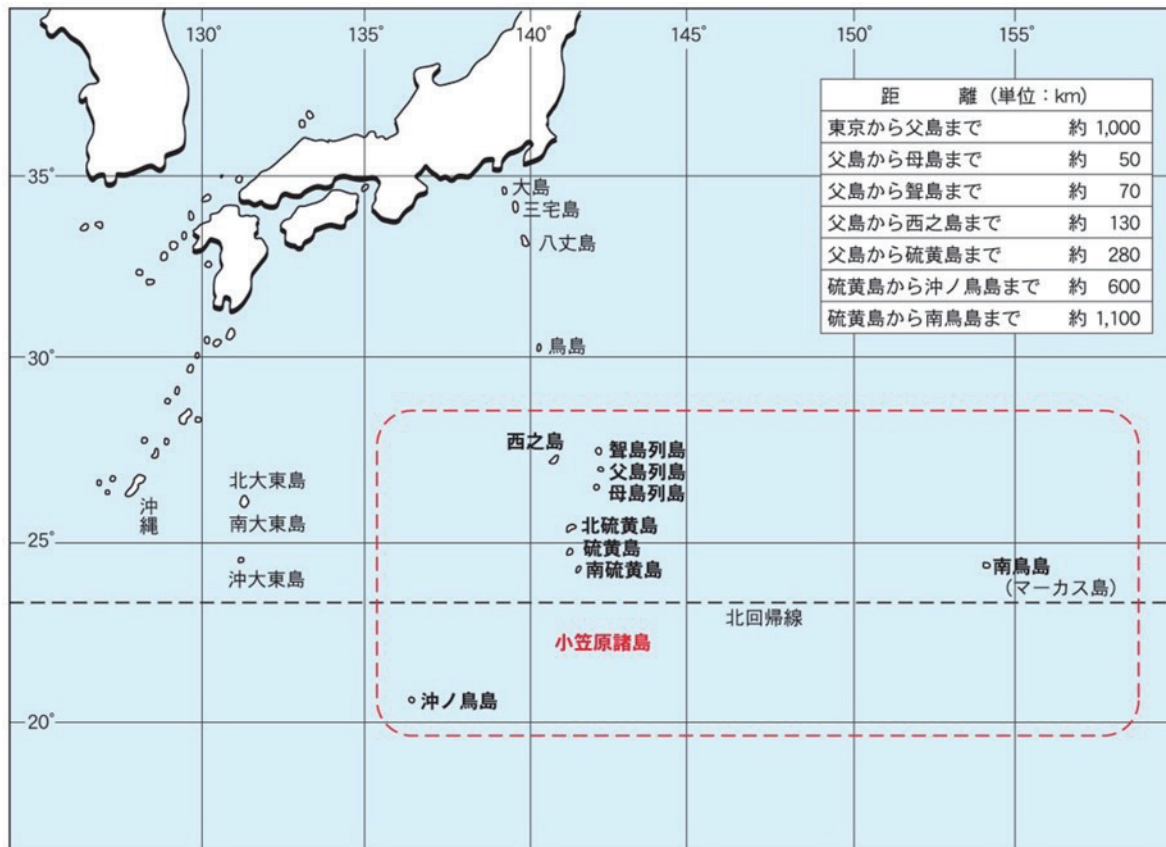 130°
135°
140°
145°
150°
155°
距　離（単位：km）
東京から父島まで 約 1,000
父島から母島まで 約 50
父島から聟島まで 約 70
父島から西之島まで 約 130
父島から硫黄島まで 約 280
硫黄島から沖ノ鳥島まで 約 600
硫黄島から南鳥島まで 約 1,100
35°
大島
三宅島
八丈島
30°
鳥島
西之島
聟島列島
父島列島
母島列島
北大東島
南大東島
沖縄
北硫黄島
硫黄島
南硫黄島
25°
沖大東島
南鳥島
（マーカス島）
北回帰線
小笠原諸島
沖ノ鳥島
20°